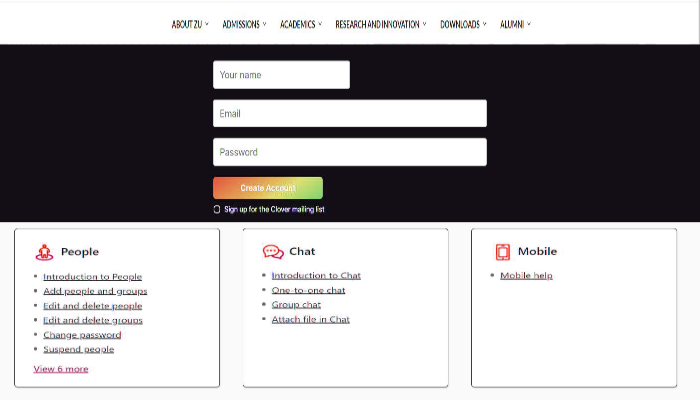 ABOUT ZU ADMISSIONS ACADEMICS RESEARCH AND INNOVATION DOWNLOADS ALUMNI
Your name
Email
Password
Create Account
Sign up for the Clover mailing list
People
Introduction to People
Add people and groups
Edit and delete people
Edit and delete groups
Change password
Suspend people
View 6 more
Chat
Introduction to Chat
One-to-one chat
Group chat
Attach file in Chat
Mobile
Mobile help